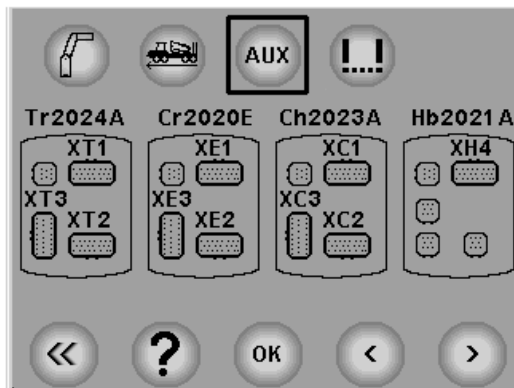 AUX
Tr2024A Cr2020E Ch2023A Hb2021A
XT1 XE1 XC1 XH4
XT3 XE3 XC3
XT2 XE2 XC2
« ? OK < >